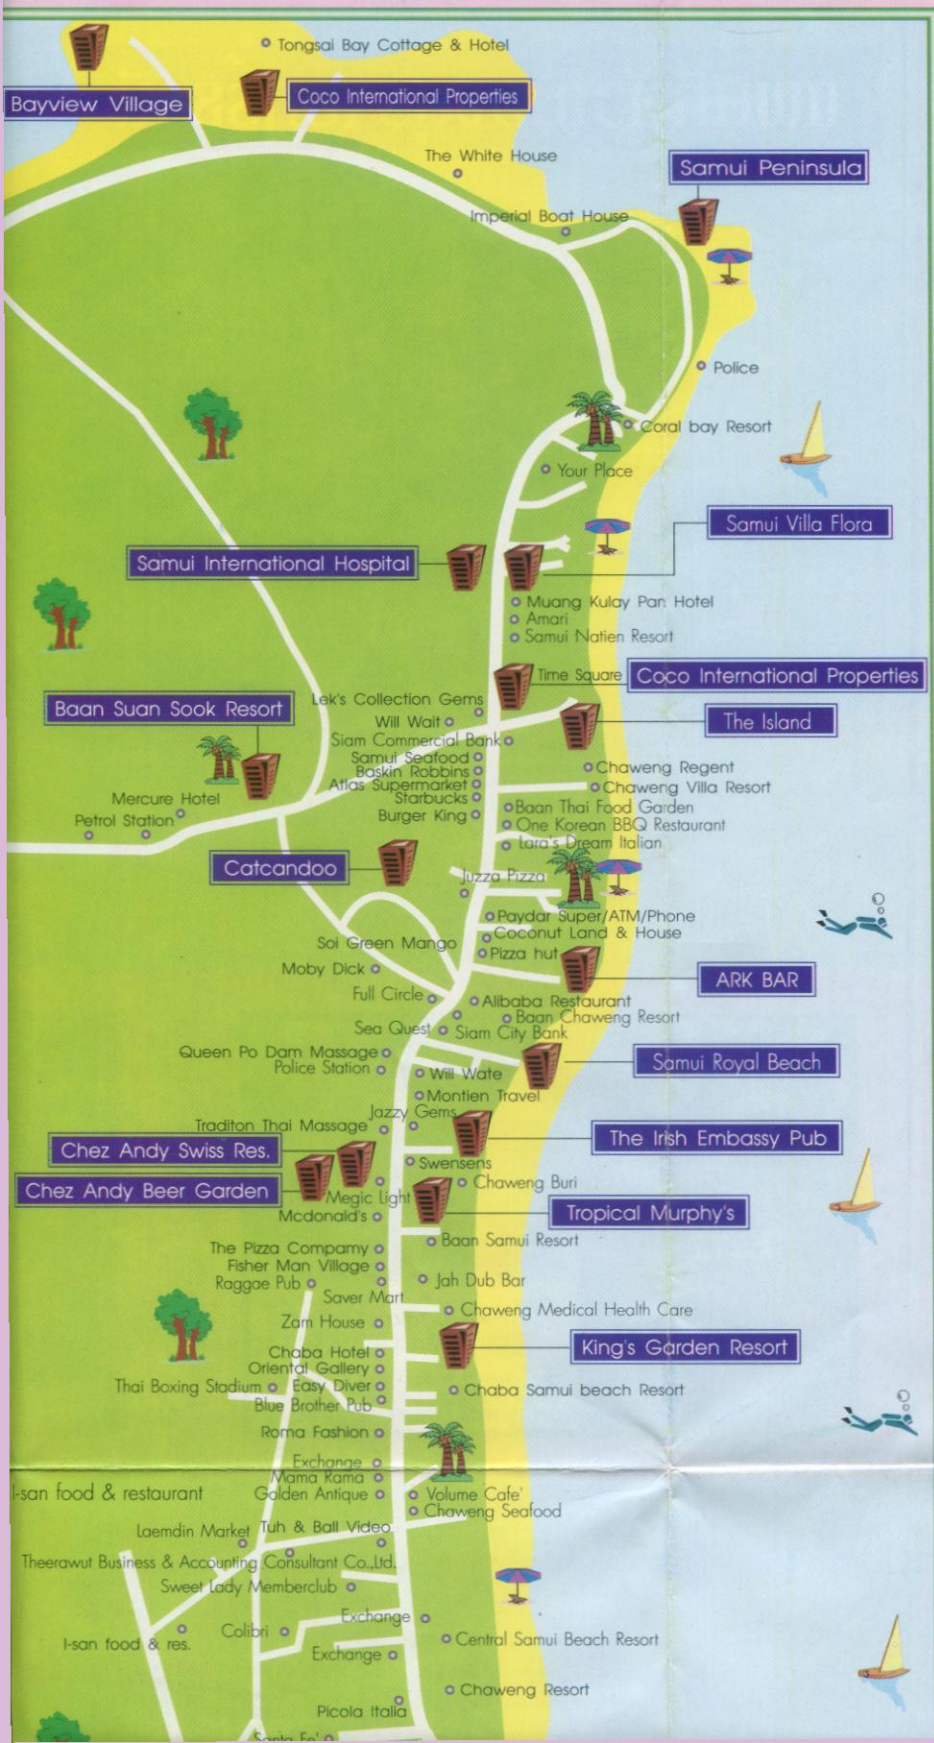 Tongsai Bay Cottage & Hotel
Bayview Village
Coco International Properties
The White House
Samui Peninsula
Imperial Boat House
Police
Coral bay Resort
Your Place
Samui Villa Flora
Samui International Hospital
Muang Kulay Pan Hotel
Amari
Samui Natien Resort
Time Square
Coco International Properties
Lek's Collection Gems
Baan Suan Sook Resort
Will Wait
The Island
Siam Commercial Bank
Samui Seafood
Baskin Robbins
Chaweng Regent
Atlas Supermarket
Chaweng Villa Resort
Starbucks
Mercure Hotel
Baan Thai Food Garden
Burger King
Petrol Station
One Korean BBQ Restaurant
Lara's Dream Italian
Catcandoo
Juzza Pizza
Paydar Super/ATM/Phone
Coconut Land & House
Soi Green Mango
Pizza hut
Moby Dick
ARK BAR
Full Circle
Alibaba Restaurant
Baan Chaweng Resort
Sea Quest
Siam City Bank
Queen Po Dam Massage
Police Station
Samui Royal Beach
Will Wate
Montien Travel
Jazzy Gems
Traditon Thai Massage
The Irish Embassy Pub
Chez Andy Swiss Res.
Swensens
Chaweng Buri
Chez Andy Beer Garden
Megic Light
Mcdonald's
Tropical Murphy's
Baan Samui Resort
The Pizza Compamy
Fisher Man Village
Raggae Pub
Jah Dub Bar
Saver Mart
Chaweng Medical Health Care
Zam House
King's Garden Resort
Chaba Hotel
Oriental Gallery
Thai Boxing Stadium
Easy Diver
Chaba Samui beach Resort
Blue Brother Pub
Roma Fashion
Exchange
Mama Rama
I-san food & restaurant
Golden Antique
Volume Cafe'
Chaweng Seafood
Laemdin Market
Tuh & Ball Video
Theerawut Business & Accounting Consultant Co.,Ltd.
Sweet Lady Memberclub
Exchange
Colibri
I-san food & res.
Central Samui Beach Resort
Exchange
Chaweng Resort
Picola Italia
Santa Fe'